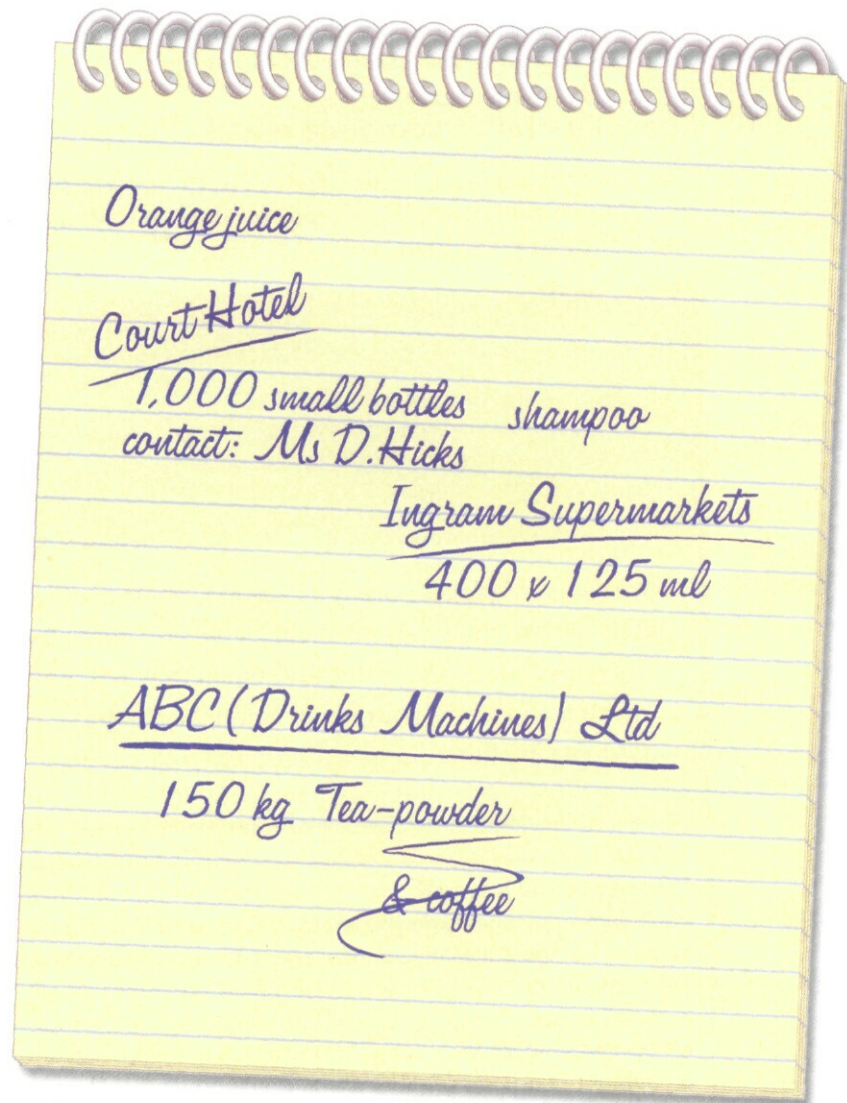 Orange juice
Court Hotel
1,000 small bottles shampoo
contact: Ms D. Hicks
Ingram Supermarkets
400 x 125 ml
ABC (Drinks Machines) Ltd
150 kg Tea-powder
& coffee